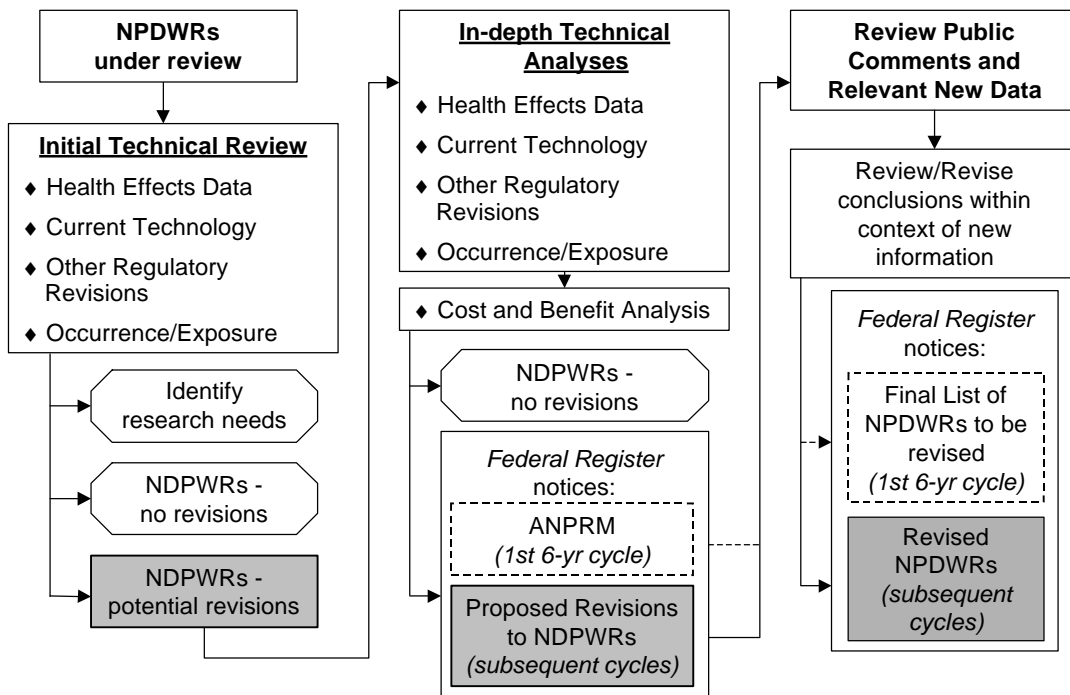 NPDWRs
under review
Initial Technical Review
♦ Health Effects Data
♦ Current Technology
♦ Other Regulatory
Revisions
♦ Occurrence/Exposure
Identify
research needs
NDPWRs -
no revisions
NDPWRs -
potential revisions
In-depth Technical
Analyses
♦ Health Effects Data
♦ Current Technology
♦ Other Regulatory
Revisions
♦ Occurrence/Exposure
♦ Cost and Benefit Analysis
NDPWRs -
no revisions
Federal Register
notices:
ANPRM
(1st 6-yr cycle)
Proposed Revisions
to NDPWRs
(subsequent cycles)
Review Public
Comments and
Relevant New Data
Review/Revise
conclusions within
context of new
information
Federal Register
notices:
Final List of
NPDWRs to be
revised
(1st 6-yr cycle)
Revised
NPDWRs
(subsequent
cycles)